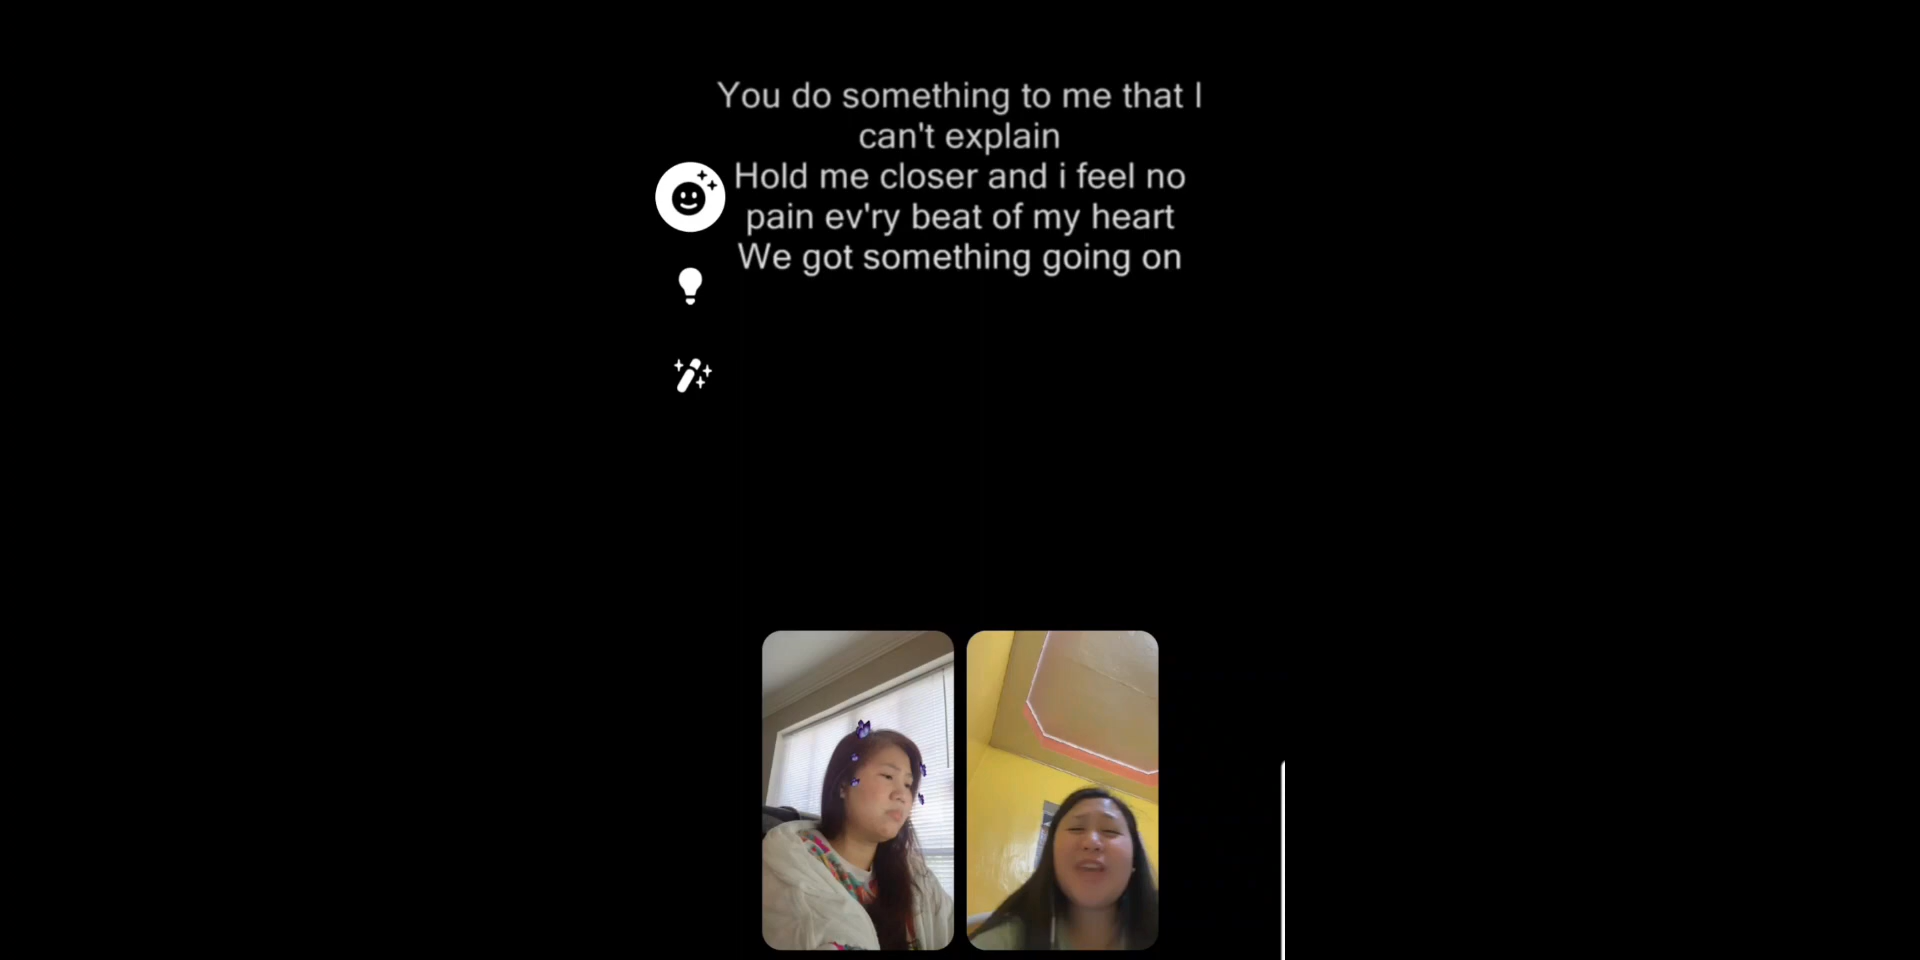 You do something to me that I
can't explain
Hold me closer and i feel no
pain ev'ry beat of my heart
We got something going on